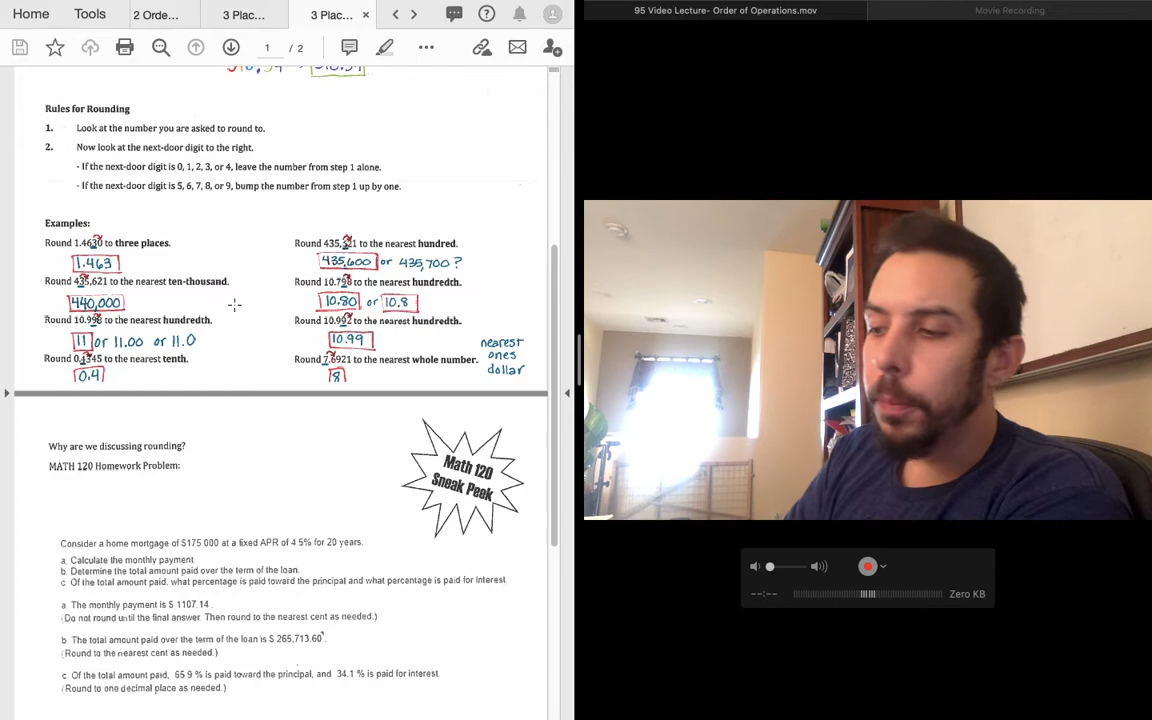 95 Video Lecture- Order of Operations.mov
Movie Recording
Home Tools 2 Orde... 3 Plac... 3 Plac... ×
1 / 2
Rules for Rounding
1. Look at the number you are asked to round to.
2. Now look at the next-door digit to the right.
- If the next-door digit is 0, 1, 2, 3, or 4, leave the number from step 1 alone.
- If the next-door digit is 5, 6, 7, 8, or 9, bump the number from step 1 up by one.
Examples:
Round 1.4630 to three places.
1.463
Round 435,621 to the nearest ten-thousand.
440,000
Round 10.998 to the nearest hundredth.
11 or 11.00 or 11.0
Round 0.4345 to the nearest tenth.
0.4
Round 435,621 to the nearest hundred.
435,600 or 435,700?
Round 10.798 to the nearest hundredth.
10.80 or 10.8
Round 10.992 to the nearest hundredth.
10.99
Round 7.6921 to the nearest whole number.
8
nearest
ones
dollar
Why are we discussing rounding?
MATH 120 Homework Problem:
Math 120
Sneak Peek
Consider a home mortgage of $175 000 at a fixed APR of 4 5% for 20 years.
a. Calculate the monthly payment
b. Determine the total amount paid over the term of the loan.
c Of the total amount paid, what percentage is paid toward the principal and what percentage is paid for interest.
a The monthly payment is $ 1107.14 .
(Do not round until the final answer Then round to the nearest cent as needed.)
b The total amount paid over the term of the loan is $ 265,713.60 .
(Round to the nearest cent as needed.)
c. Of the total amount paid, 65 9 % is paid toward the principal, and 34.1 % is paid for interest.
(Round to one decimal place as needed.)
--:-- Zero KB